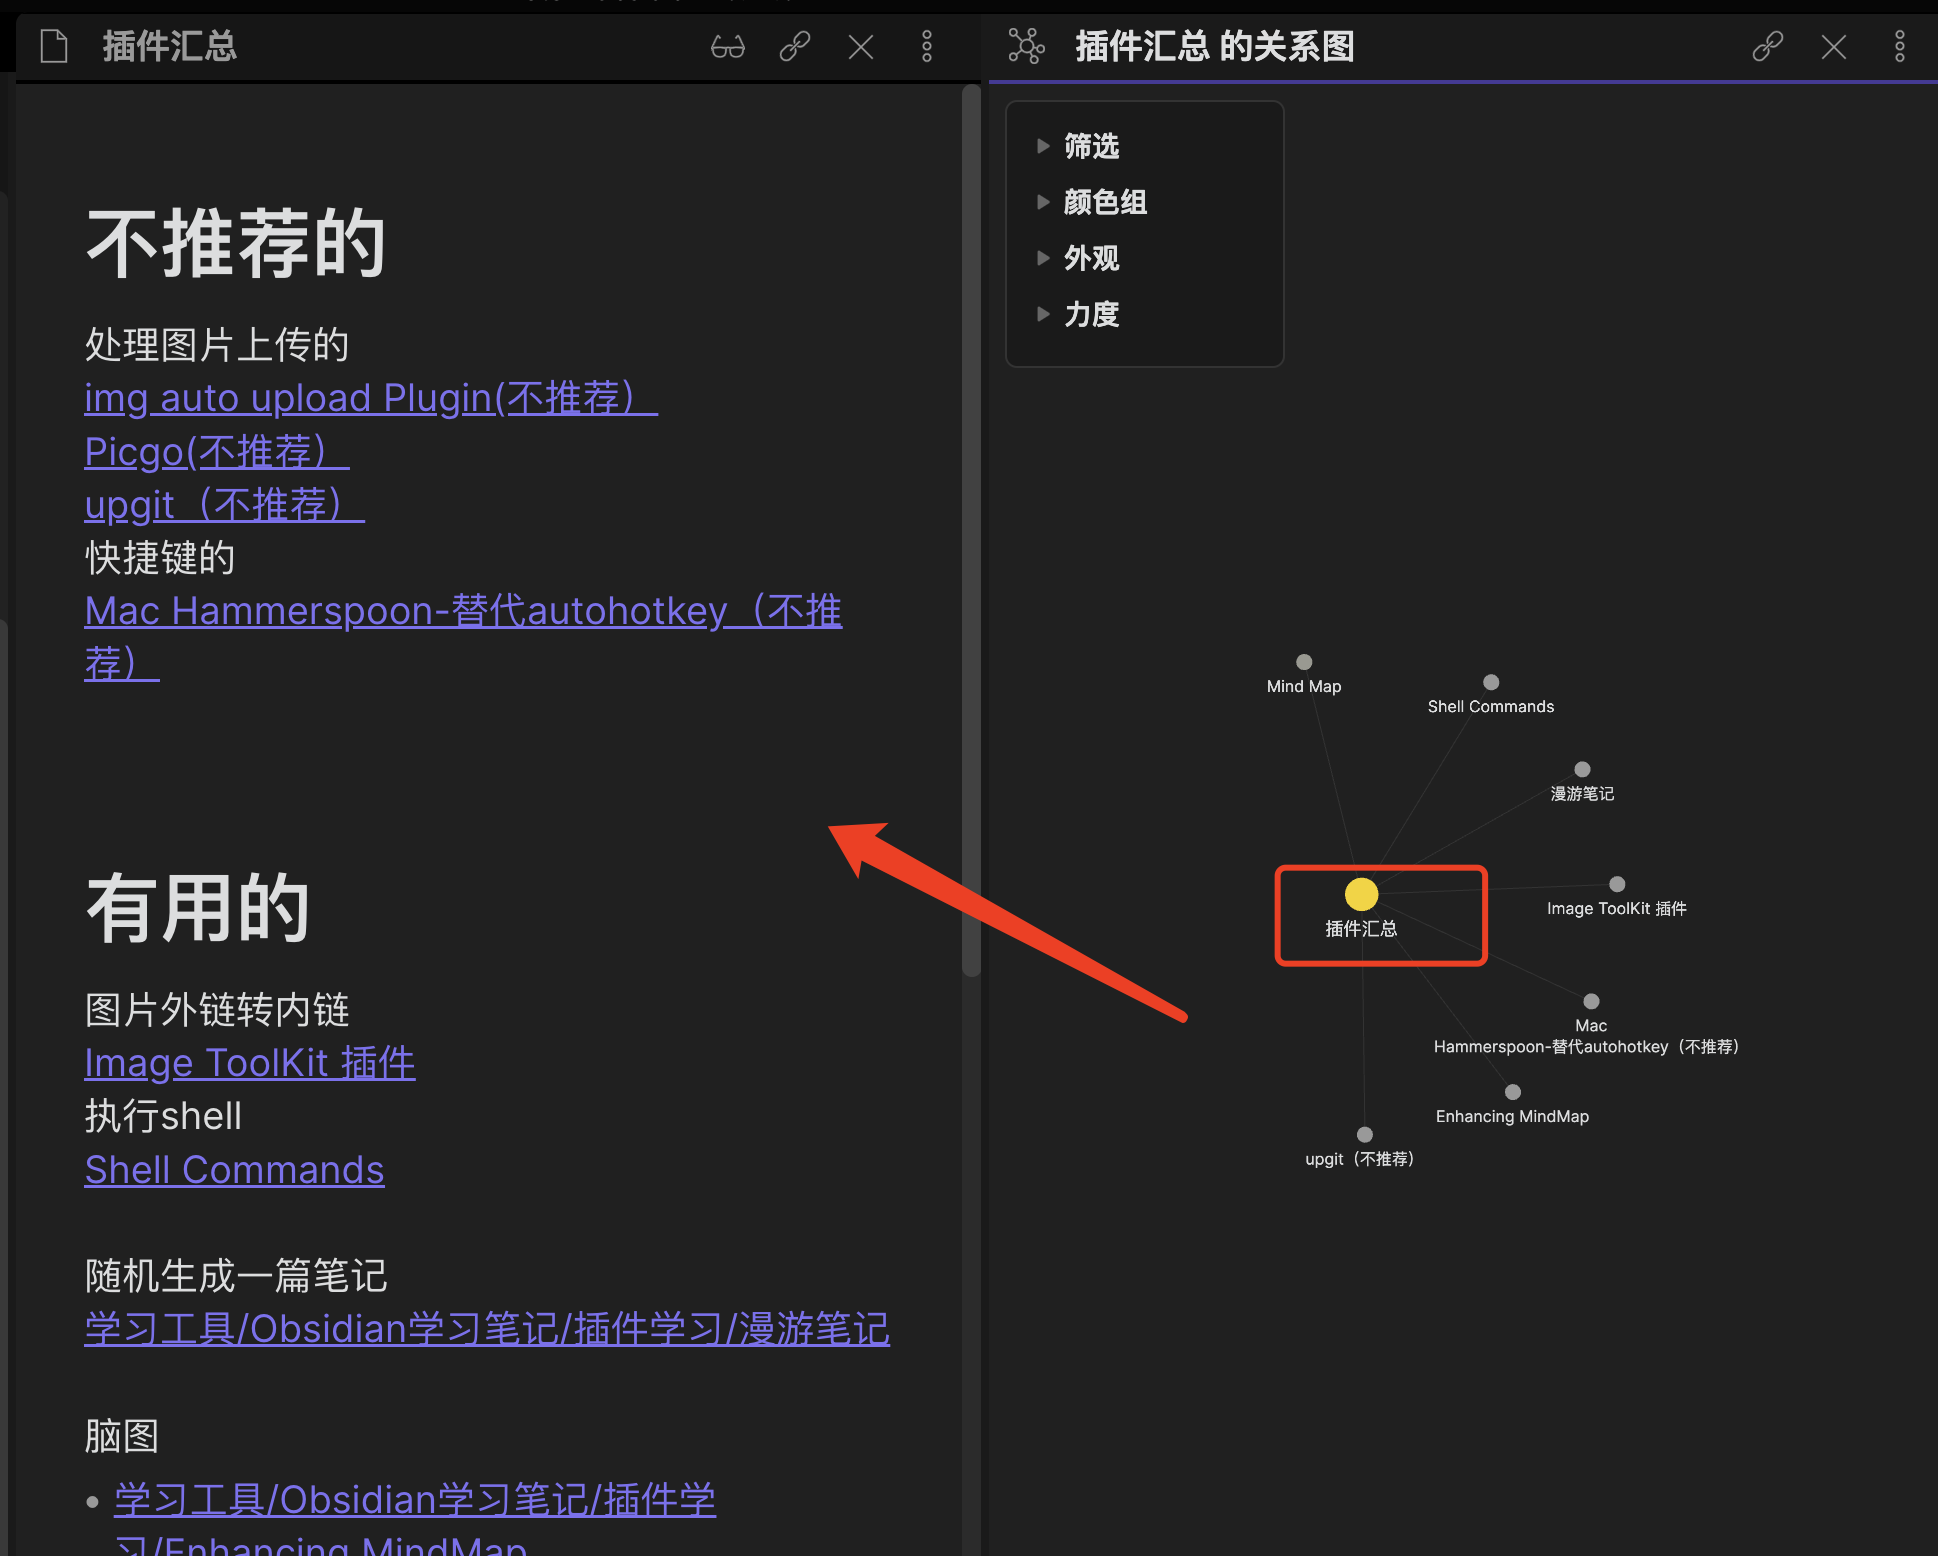 插件汇总
不推荐的
处理图片上传的
img auto upload Plugin(不推荐）
Picgo(不推荐）
upgit（不推荐）
快捷键的
Mac Hammerspoon-替代autohotkey（不推
荐）
有用的
图片外链转内链
Image ToolKit 插件
执行shell
Shell Commands
随机生成一篇笔记
学习工具/Obsidian学习笔记/插件学习/漫游笔记
脑图
学习工具/Obsidian学习笔记/插件学
习/Enhancing MindMap
插件汇总 的关系图
筛选
颜色组
外观
力度
Mind Map
Shell Commands
漫游笔记
插件汇总
Image ToolKit 插件
Mac
Hammerspoon-替代autohotkey（不推荐）
Enhancing MindMap
upgit（不推荐）